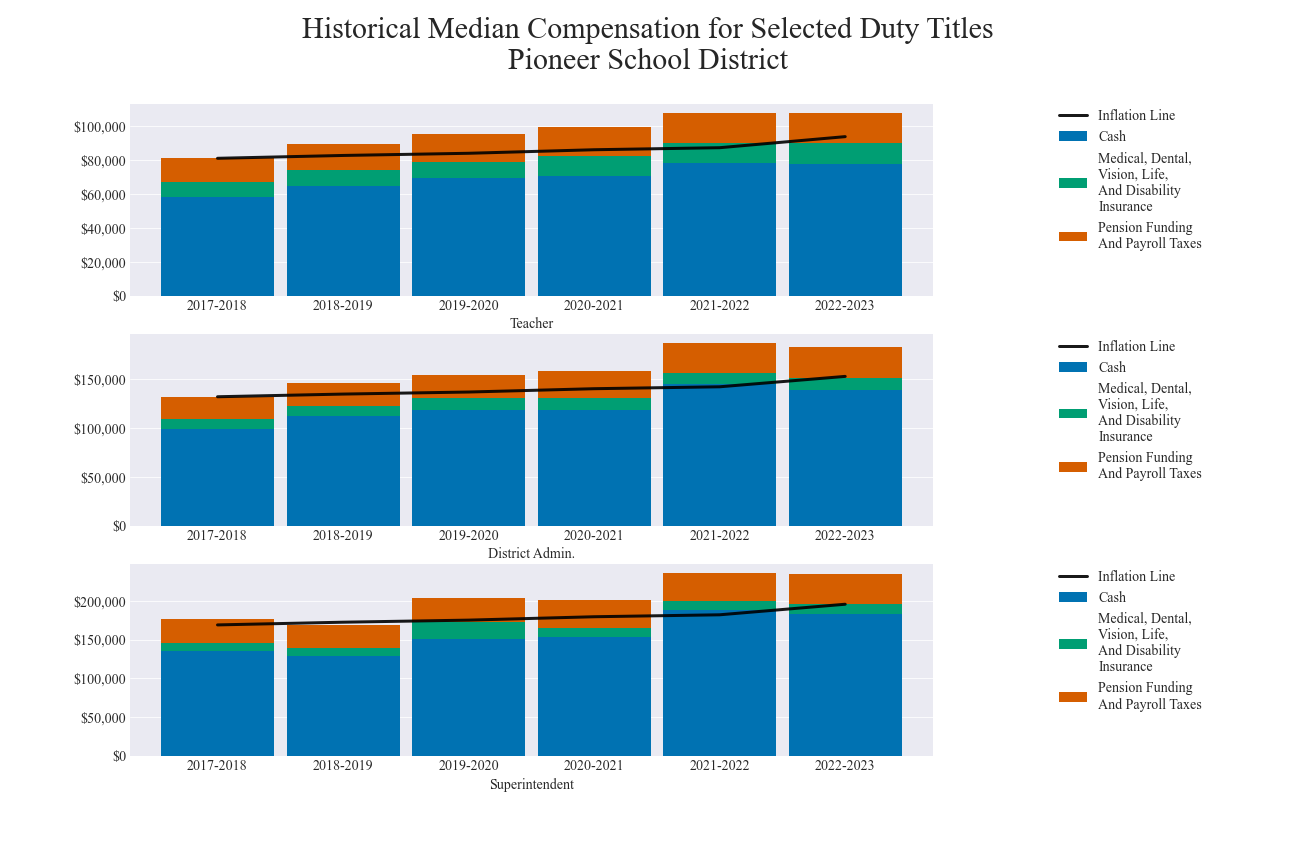 Historical Median Compensation for Selected Duty Titles
Pioneer School District
$100,000
$80,000
$60,000
$40,000
$20,000
$0
2017-2018 2018-2019 2019-2020 2020-2021 2021-2022 2022-2023
Teacher
Inflation Line
Cash
Medical, Dental,
Vision, Life,
And Disability
Insurance
Pension Funding
And Payroll Taxes
$150,000
$100,000
$50,000
$0
2017-2018 2018-2019 2019-2020 2020-2021 2021-2022 2022-2023
District Admin.
Inflation Line
Cash
Medical, Dental,
Vision, Life,
And Disability
Insurance
Pension Funding
And Payroll Taxes
$200,000
$150,000
$100,000
$50,000
$0
2017-2018 2018-2019 2019-2020 2020-2021 2021-2022 2022-2023
Superintendent
Inflation Line
Cash
Medical, Dental,
Vision, Life,
And Disability
Insurance
Pension Funding
And Payroll Taxes